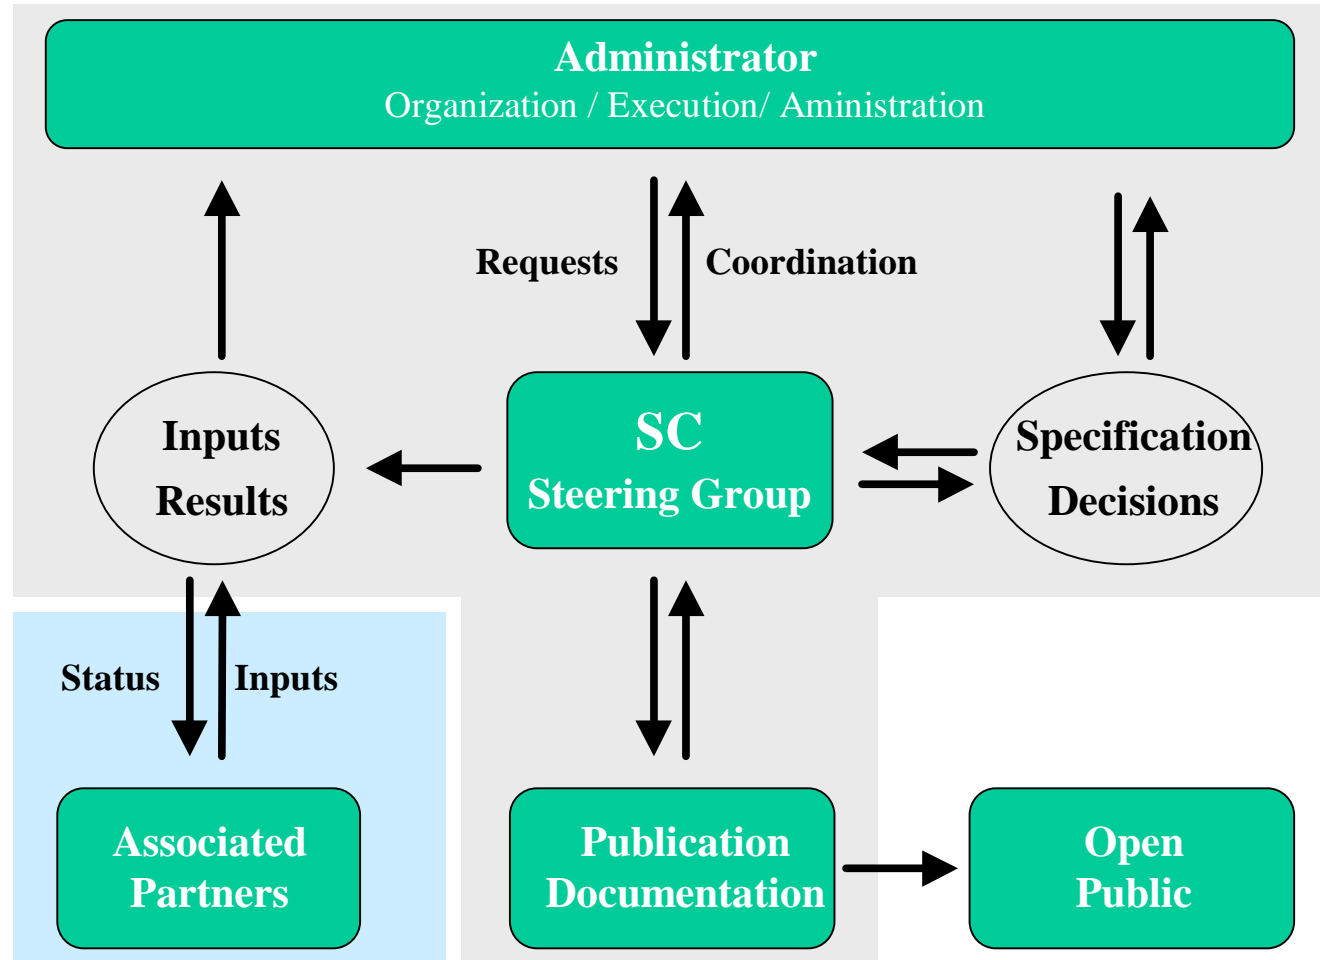 Administrator
Organization / Execution/ Aministration
Requests
Coordination
Inputs
Results
SC
Steering Group
Specification
Decisions
Status
Inputs
Associated
Partners
Publication
Documentation
Open
Public